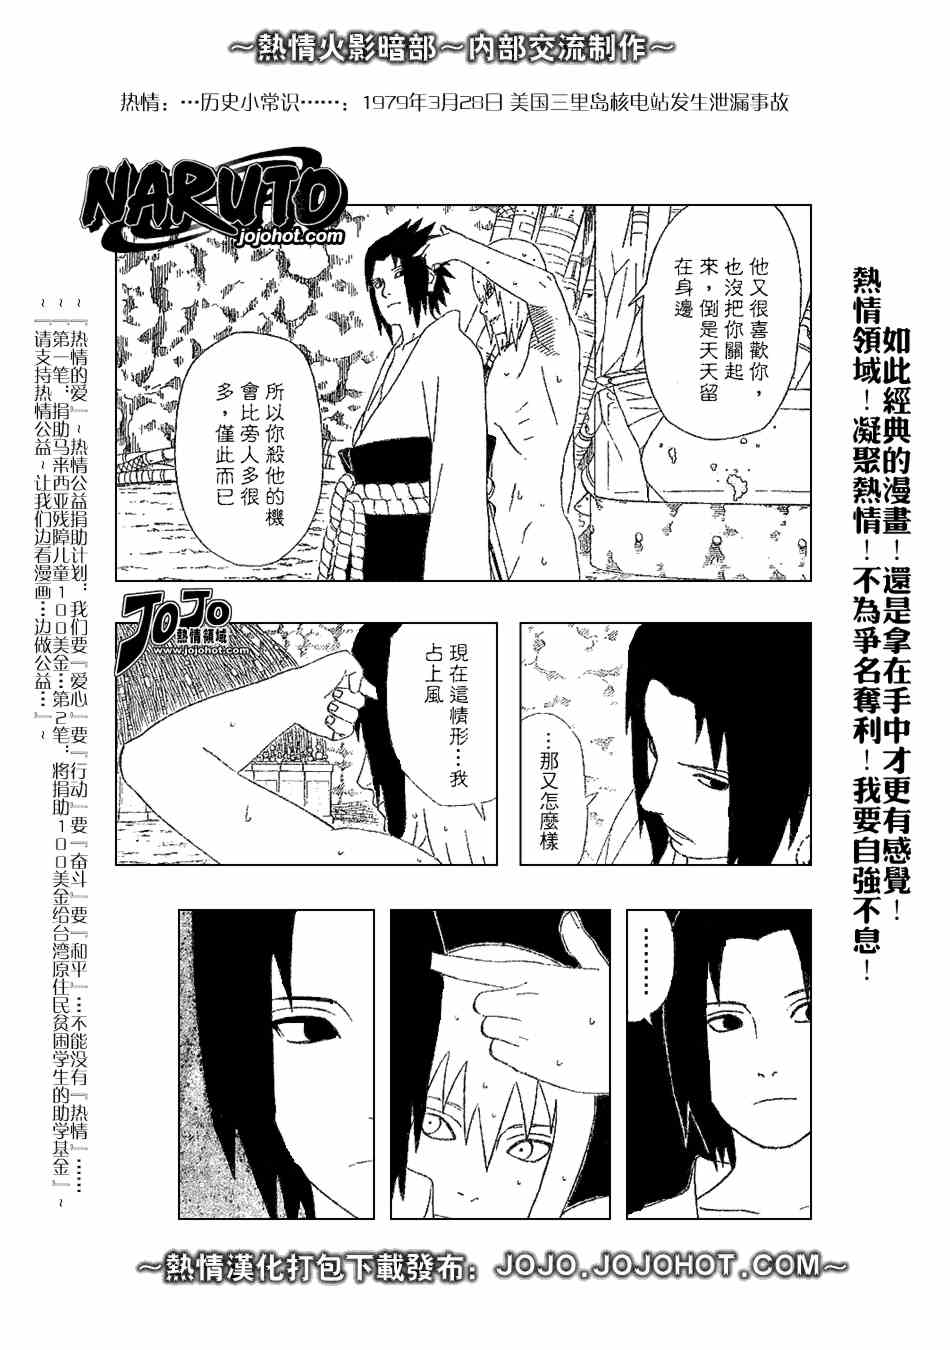 ～熱情火影暗部～内部交流制作～
热情：…历史小常识……：1979年3月28日 美国三里岛核电站发生泄漏事故
NARUTO
jojohot.com
他又很喜歡你，
也沒把你關起
來，倒是天天留
在身邊
所以你殺他的機
會比旁人多很
多，僅此而已
…那又怎麼樣
現在這情形…我
占上風
JOJO
熱情領域
www.jojohot.com
………
如此經典的漫畫！還是拿在手中才更有感覺！
熱情領域！凝聚熱情！不為爭名奪利！我要自強不息！
~『热情的爱』~热情公益捐助计划：我们要『爱心』要『行动』要『奋斗』要『和平』…不能没有『热情』……
~『第一笔：捐助马来西亚残障儿童100美金…第2笔：将捐助100美金给台湾原住民贫困学生的助学基金』~
~『请支持热情公益~让我们边看漫画…边做公益…』~
～熱情漢化打包下載發布：JOJO.JOJOHOT.COM～